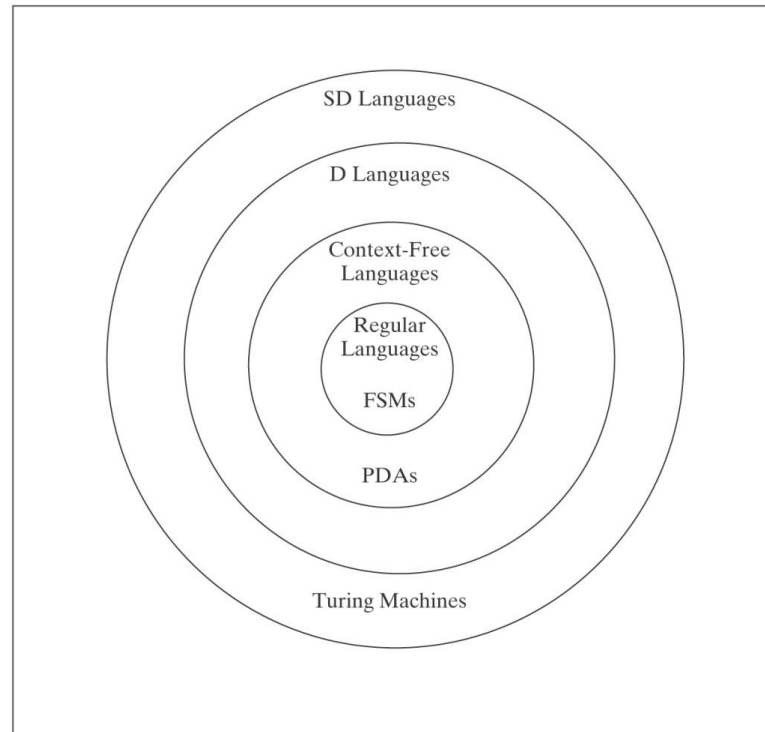 SD Languages
D Languages
Context-Free
Languages
Regular
Languages
FSMs
PDAs
Turing Machines